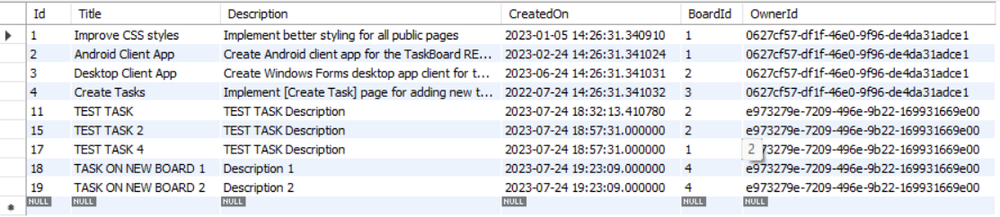 Id Title Description CreatedOn BoardId OwnerId
1 Improve CSS styles Implement better styling for all public pages 2023-01-05 14:26:31.340910 1 0627cf57-df1f-46e0-9f96-de4da31adce1
2 Android Client App Create Android client app for the TaskBoard RE... 2023-02-24 14:26:31.341024 1 0627cf57-df1f-46e0-9f96-de4da31adce1
3 Desktop Client App Create Windows Forms desktop app client for t... 2023-06-24 14:26:31.341031 2 0627cf57-df1f-46e0-9f96-de4da31adce1
4 Create Tasks Implement [Create Task] page for adding new t... 2022-07-24 14:26:31.341032 3 0627cf57-df1f-46e0-9f96-de4da31adce1
11 TEST TASK TEST TASK Description 2023-07-24 18:32:13.410780 2 e973279e-7209-496e-9b22-169931669e00
15 TEST TASK 2 TEST TASK Description 2023-07-24 18:57:31.000000 2 e973279e-7209-496e-9b22-169931669e00
17 TEST TASK 4 TEST TASK Description 2023-07-24 18:57:31.000000 1 2 73279e-7209-496e-9b22-169931669e00
18 TASK ON NEW BOARD 1 Description 1 2023-07-24 19:23:09.000000 4 e973279e-7209-496e-9b22-169931669e00
19 TASK ON NEW BOARD 2 Description 2 2023-07-24 19:23:09.000000 4 e973279e-7209-496e-9b22-169931669e00
NULL NULL NULL NULL NULL NULL